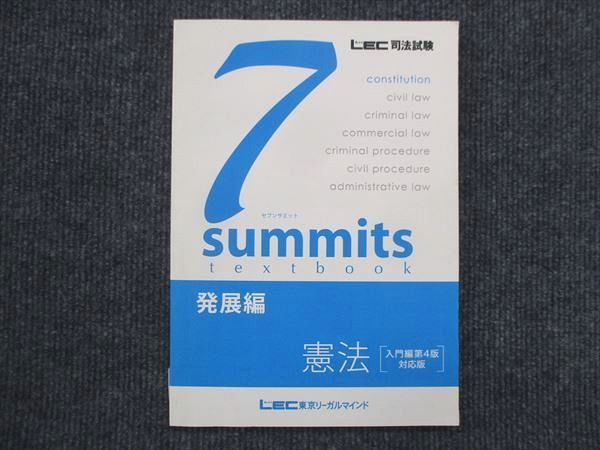 LEC司法試験
7
constitution
civil law
criminal law
commercial law
criminal procedure
civil procedure
administrative law
セブンサミット
summits
textbook
発展編
憲法
入門編第4版
対応版
LEC東京リーガルマインド